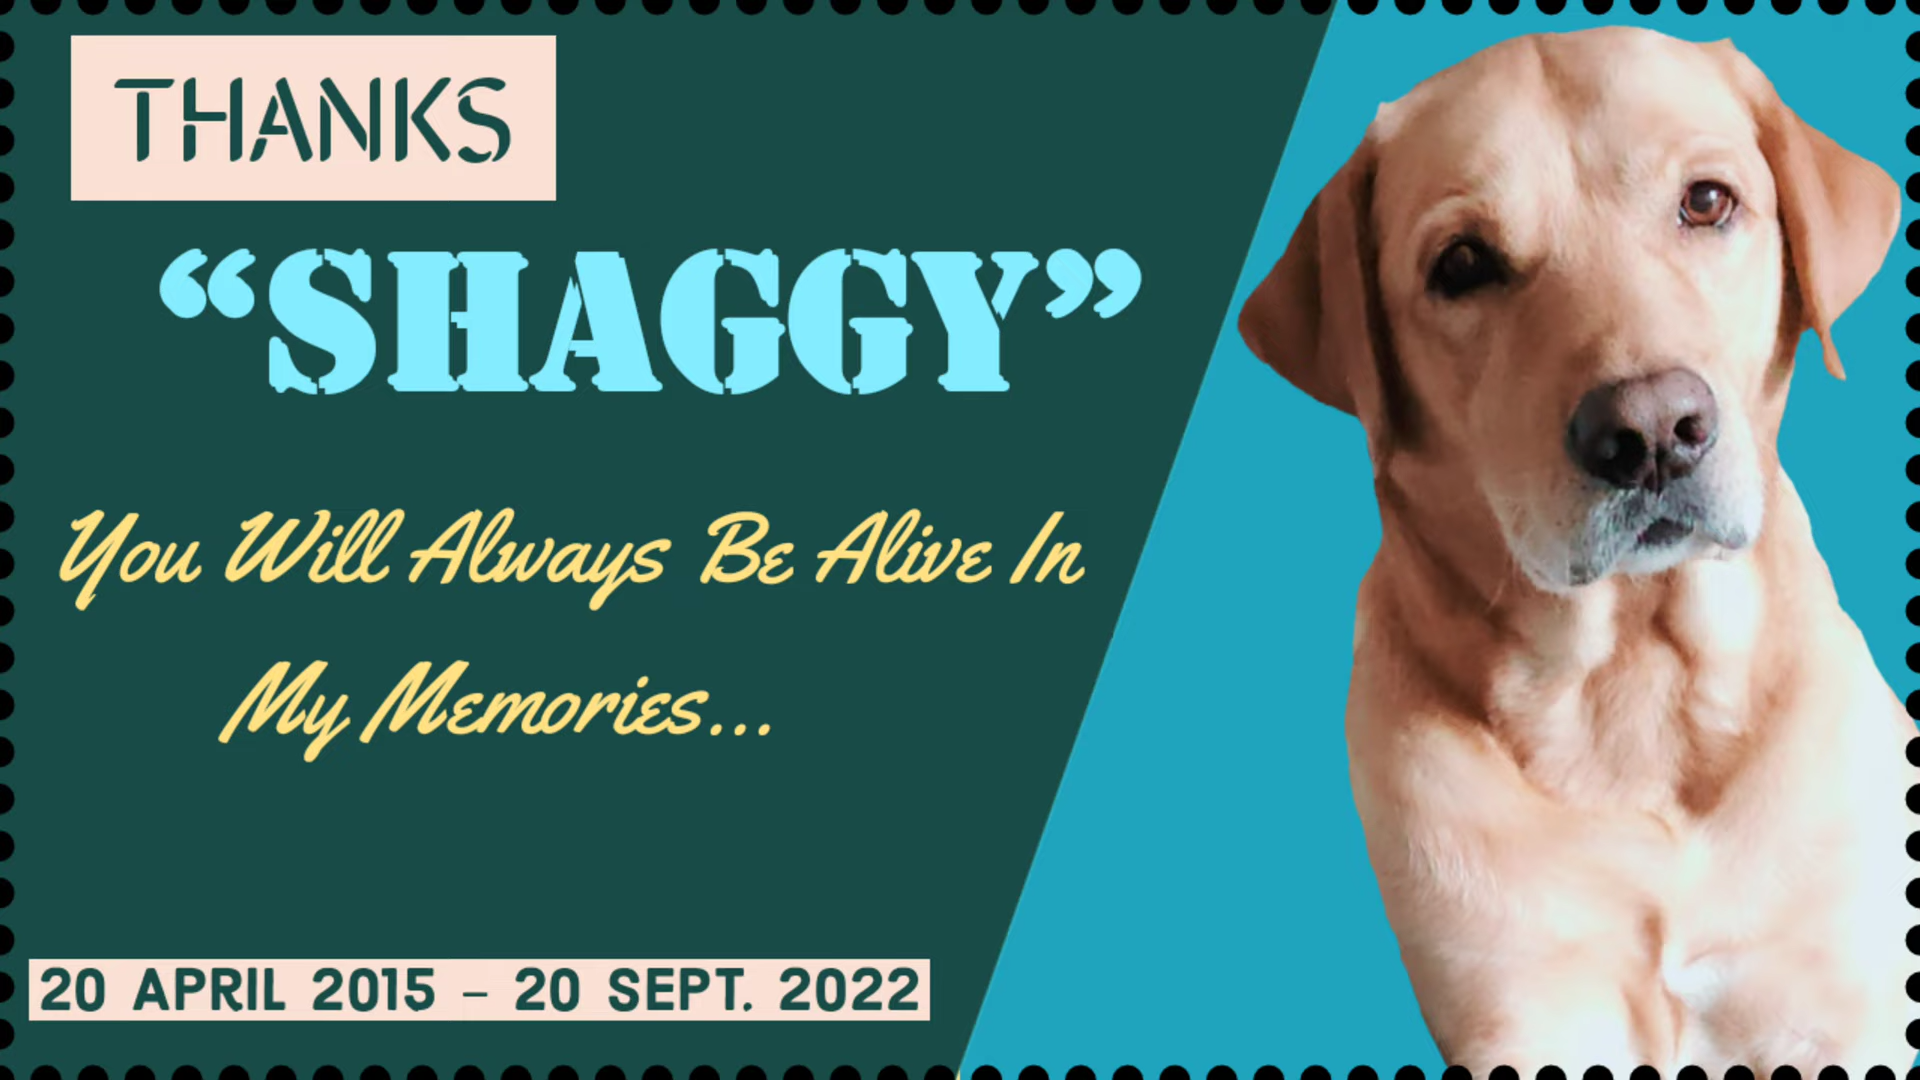 THANKS
“SHAGGY”
You Will Always Be Alive In
My Memories...
20 APRIL 2015 – 20 SEPT. 2022